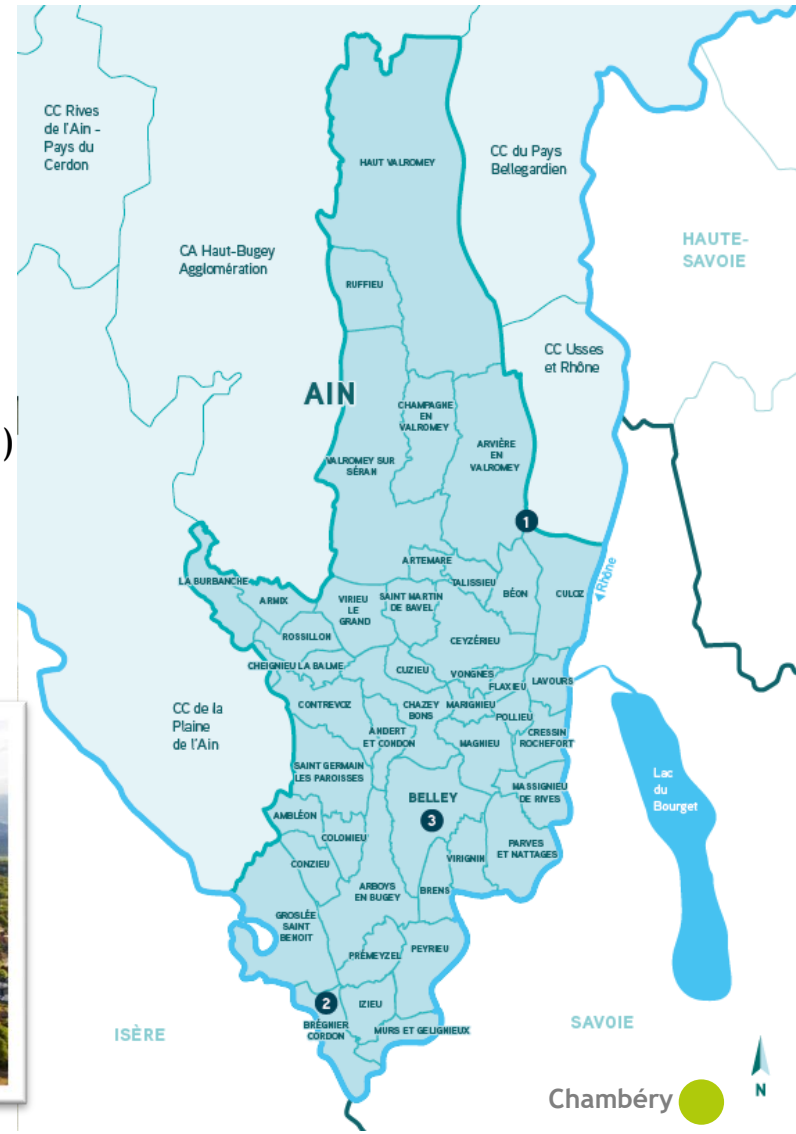 CC Rives
de l'Ain -
Pays du
Cerdon
HAUT VALROMEY
CC du Pays
Bellegardien
CA Haut-Bugey
Agglomération
HAUTE-
SAVOIE
RUFFIEU
CC Usses
et Rhône
AIN
CHAMPAGNE
EN
VALROMEY
)
ARVIÈRE
EN
VALROMEY
VALROMEY SUR
SÉRAN
1
ARTEMARE
TALISSIEU
BÉON
CULOZ
Rhône
LA BURBANCHE
ARMIX
VIRIEU
LE
GRAND
SAINT MARTIN
DE BAVEL
ROSSILLON
CEYZÉRIEU
CHEIGNIEU LA BALME
CUZIEU
VONGNES
FLAXIEU
LAVOURS
CC de la
Plaine
de l'Ain
CONTREVOZ
CHAZEY
BONS
MARIGNIEU
POLLIEU
ANDERT
ET CONDON
MAGNIEU
CRESSIN
ROCHEFORT
SAINT GERMAIN
LES PAROISSES
Lac
du
Bourget
MASSIGNIEU
DE RIVES
BELLEY
3
AMBLÉON
COLOMIEU
PARVES
ET NATTAGES
VIRIGNIN
CONZIEU
ARBOYS
EN BUGEY
BRENS
GROSLÉE
SAINT
BENOIT
PRÉMEYZEL
PEYRIEU
2
BRÉGNIER
CORDON
IZIEU
MURS ET GELIGNIEUX
ISÈRE
SAVOIE
N
Chambéry